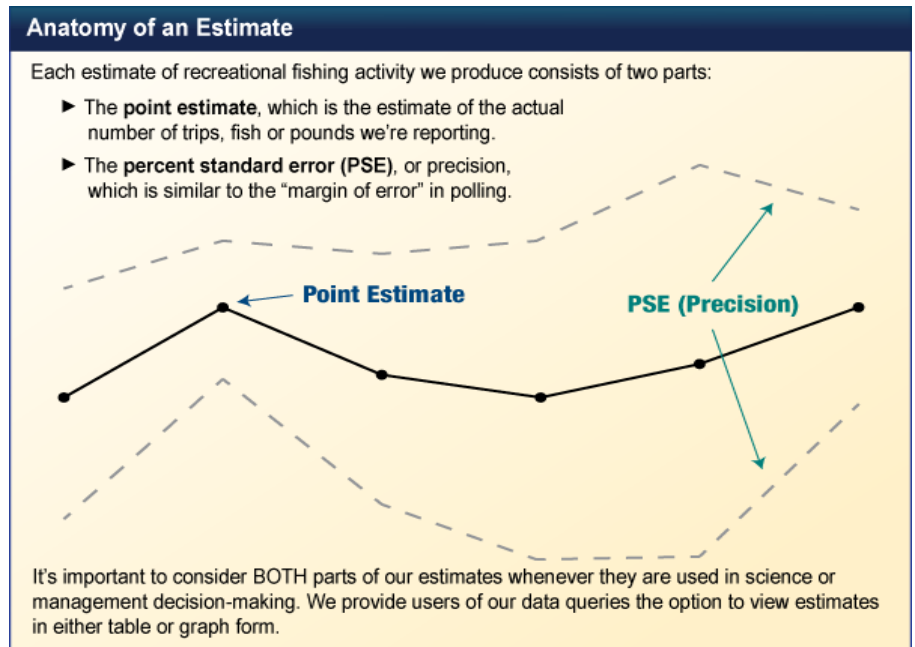 Anatomy of an Estimate
Each estimate of recreational fishing activity we produce consists of two parts:
► The point estimate, which is the estimate of the actual
number of trips, fish or pounds we’re reporting.
► The percent standard error (PSE), or precision,
which is similar to the “margin of error” in polling.
Point Estimate
PSE (Precision)
It’s important to consider BOTH parts of our estimates whenever they are used in science or
management decision-making. We provide users of our data queries the option to view estimates
in either table or graph form.